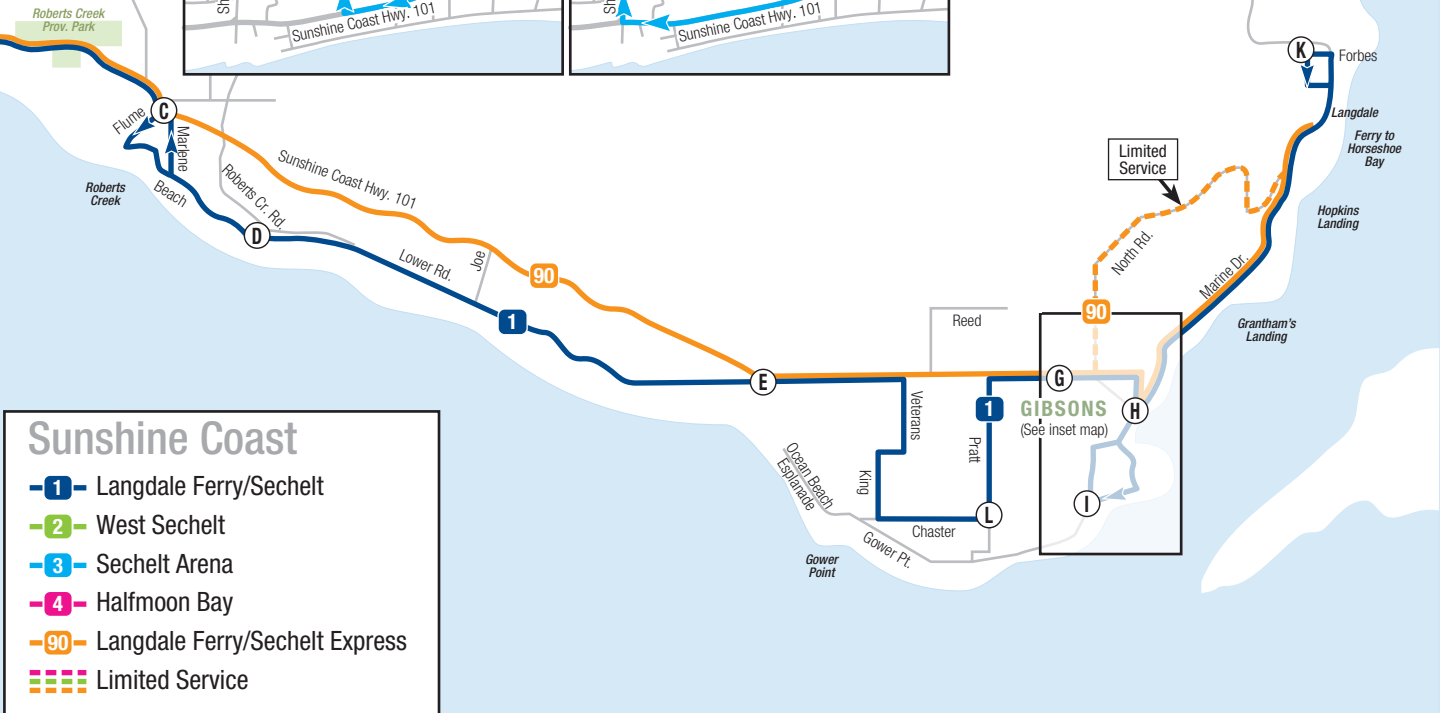 Roberts Creek
Prov. Park
Sh
Sunshine Coast Hwy. 101
Sh
Sunshine Coast Hwy. 101
K
Forbes
Langdale
Ferry to
Horseshoe
Bay
C
Flume
Marlene
Limited
Service
Sunshine Coast Hwy. 101
Roberts Cr. Rd.
Roberts
Creek
Beach
Hopkins
Landing
D
North Rd.
Lower Rd.
Joe
90
Marine Dr.
1
90
Reed
Grantham's
Landing
E
G
1
GIBSONS
(See inset map)
H
Veterans
Pratt
King
Ocean Beach
Esplanade
I
L
Chaster
Gower Pt.
Gower
Point
Sunshine Coast
1 Langdale Ferry/Sechelt
2 West Sechelt
3 Sechelt Arena
4 Halfmoon Bay
90 Langdale Ferry/Sechelt Express
Limited Service